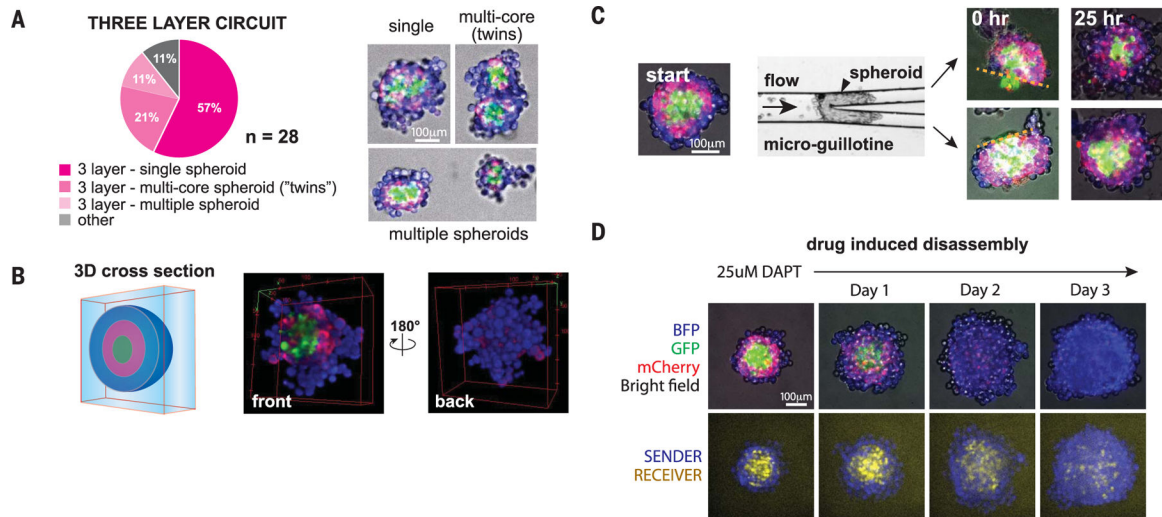 A
THREE LAYER CIRCUIT
11%
11%
21%
57%
n = 28
3 layer - single spheroid
3 layer - multi-core spheroid ("twins")
3 layer - multiple spheroid
other
single
multi-core
(twins)
100μm
multiple spheroids
B
3D cross section
front
180°
back
C
start
100μm
flow
spheroid
micro-guillotine
0 hr
25 hr
D
drug induced disassembly
25uM DAPT
Day 1
Day 2
Day 3
BFP
GFP
mCherry
Bright field
100μm
SENDER
RECEIVER